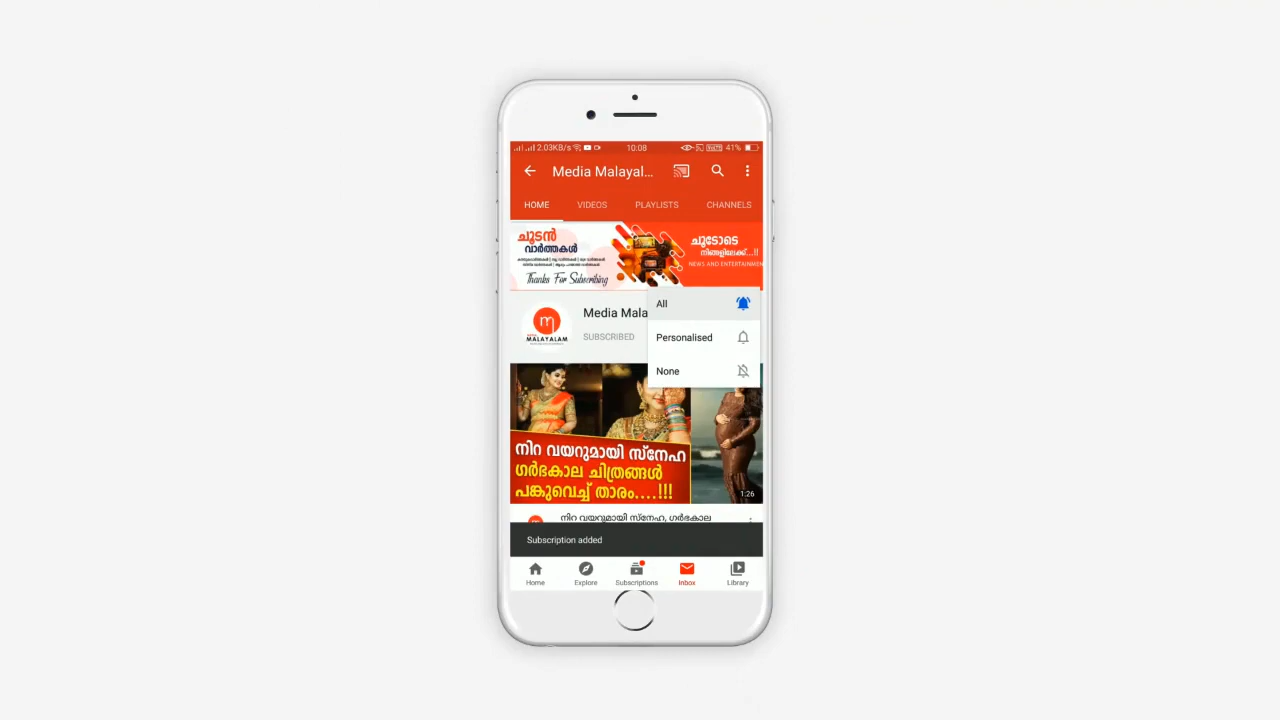 2.03KB/s
10:08
41%
Media Malayal...
HOME VIDEOS PLAYLISTS CHANNELS
ചൂടൻ
വാർത്തകൾ
Thanks For Subscribing
ചൂടോടെ
നിങ്ങളിലേക്ക്...!!
NEWS AND ENTERTAINMEN
Media Mala
SUBSCRIBED
MALAYALAM
All
Personalised
None
നിറ വയറുമായി സ്നേഹ
ഗർഭകാല ചിത്രങ്ങൾ
പങ്കുവെച്ച് താരം....!!!
1:26
നിറ വയറുമായി സ്നേഹ, ഗർഭകാല
Subscription added
Home Explore Subscriptions Inbox Library